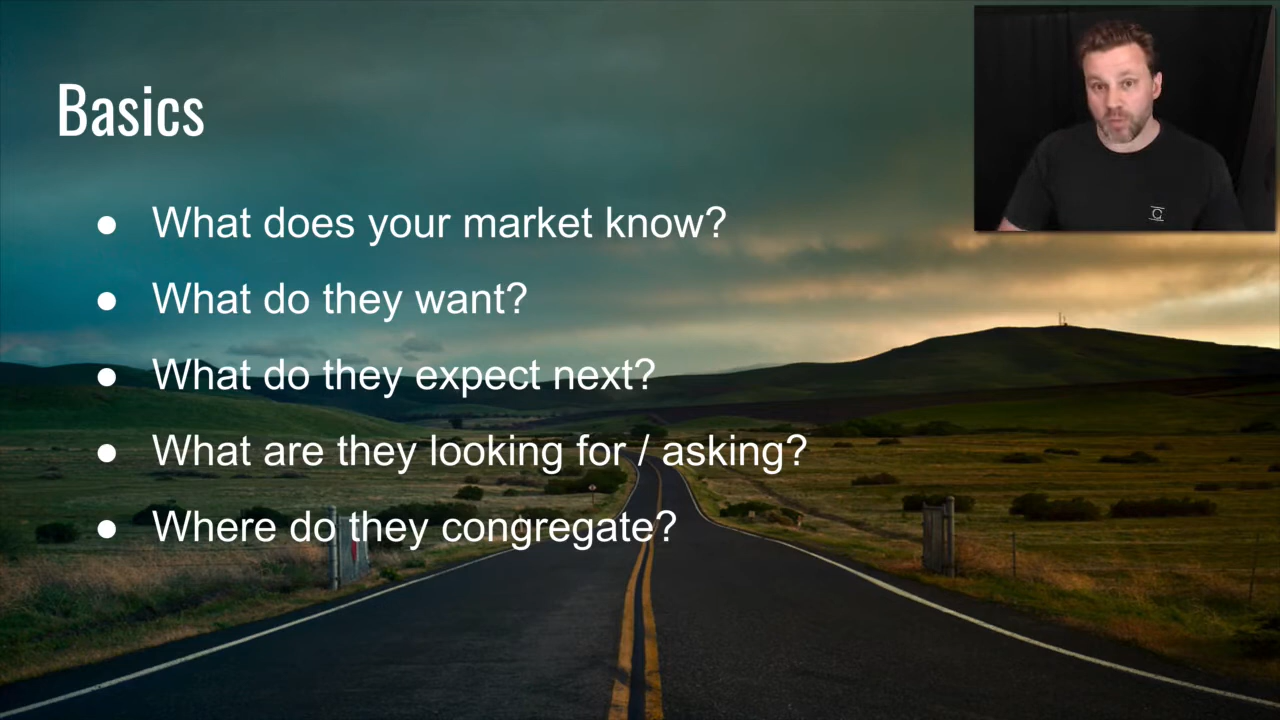 Basics
● What does your market know?
● What do they want?
● What do they expect next?
● What are they looking for / asking?
● Where do they congregate?